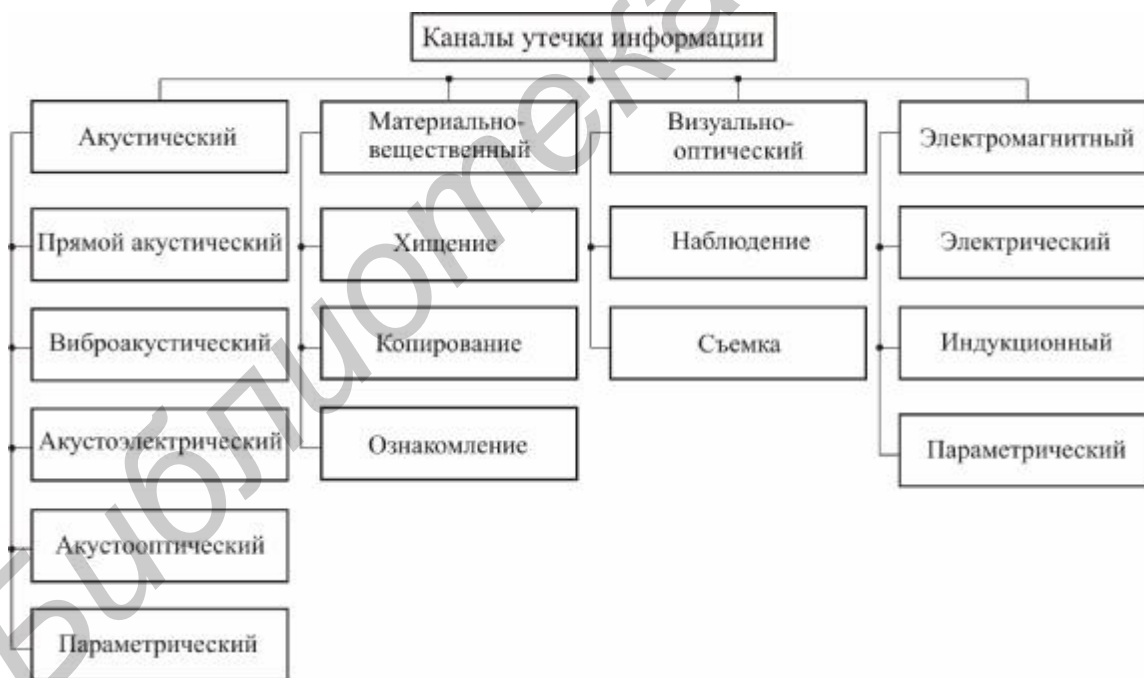 Каналы утечки информации
Акустический
Прямой акустический
Виброакустический
Акустоэлектрический
Акустооптический
Параметрический
Материально-
вещественный
Хищение
Копирование
Ознакомление
Визуально-
оптический
Наблюдение
Съемка
Электромагнитный
Электрический
Индукционный
Параметрический
Библиотека